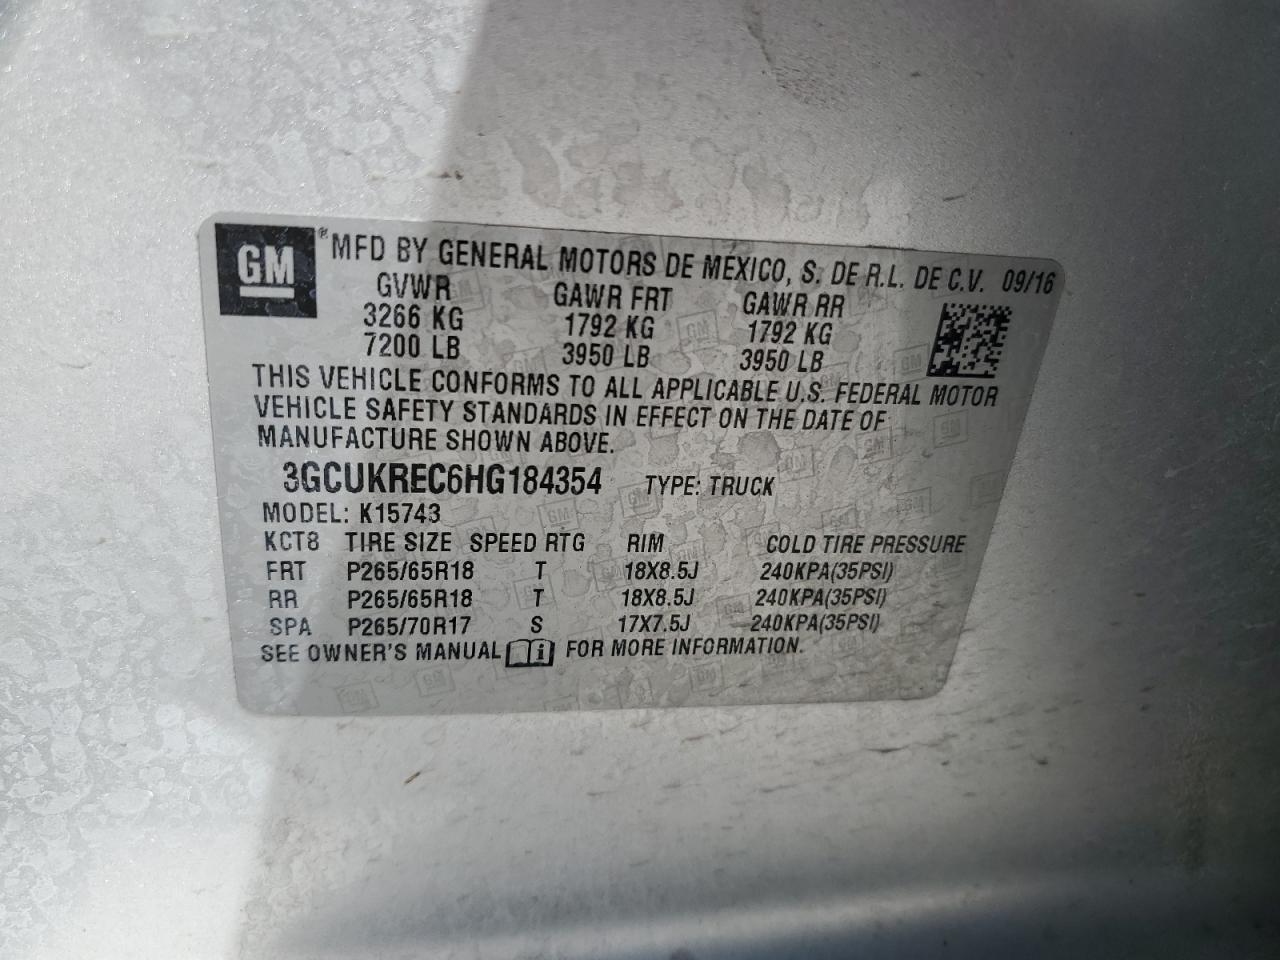 GM ® MFD BY GENERAL MOTORS DE MEXICO, S. DE R.L. DE C.V. 09/16
GVWR GAWR FRT GAWR RR
3266 KG 1792 KG 1792 KG
7200 LB 3950 LB 3950 LB
THIS VEHICLE CONFORMS TO ALL APPLICABLE U.S. FEDERAL MOTOR
VEHICLE SAFETY STANDARDS IN EFFECT ON THE DATE OF
MANUFACTURE SHOWN ABOVE.
3GCUKREC6HG184354 TYPE: TRUCK
MODEL: K15743
KCT8 TIRE SIZE SPEED RTG RIM COLD TIRE PRESSURE
FRT P265/65R18 T 18X8.5J 240KPA(35PSI)
RR P265/65R18 T 18X8.5J 240KPA(35PSI)
SPA P265/70R17 S 17X7.5J 240KPA(35PSI)
SEE OWNER'S MANUAL i FOR MORE INFORMATION.